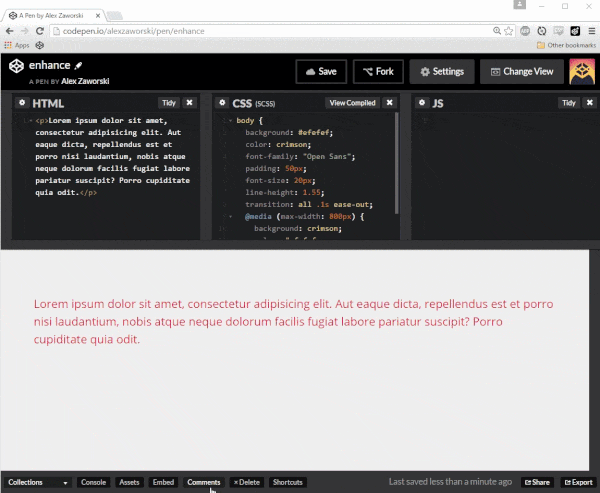 A Pen by Alex Zaworski
codepen.io/alexzaworski/pen/enhance
Apps
Other bookmarks
enhance
A PEN BY Alex Zaworski
Save
Fork
Settings
Change View
HTML
Tidy
<p>Lorem ipsum dolor sit amet,
consectetur adipisicing elit. Aut
eaque dicta, repellendus est et
porro nisi laudantium, nobis atque
neque dolorum facilis fugiat labore
pariatur suscipit? Porro cupiditate
quia odit.</p>
CSS (SCSS)
View Compiled
body {
background: #efefef;
color: crimson;
font-family: "Open Sans";
padding: 50px;
font-size: 20px;
line-height: 1.55;
transition: all .1s ease-out;
@media (max-width: 800px) {
background: crimson;
JS
Tidy
Lorem ipsum dolor sit amet, consectetur adipisicing elit. Aut eaque dicta, repellendus est et porro
nisi laudantium, nobis atque neque dolorum facilis fugiat labore pariatur suscipit? Porro
cupiditate quia odit.
Collections
Console
Assets
Embed
Comments
× Delete
Shortcuts
Last saved less than a minute ago
Share
Export